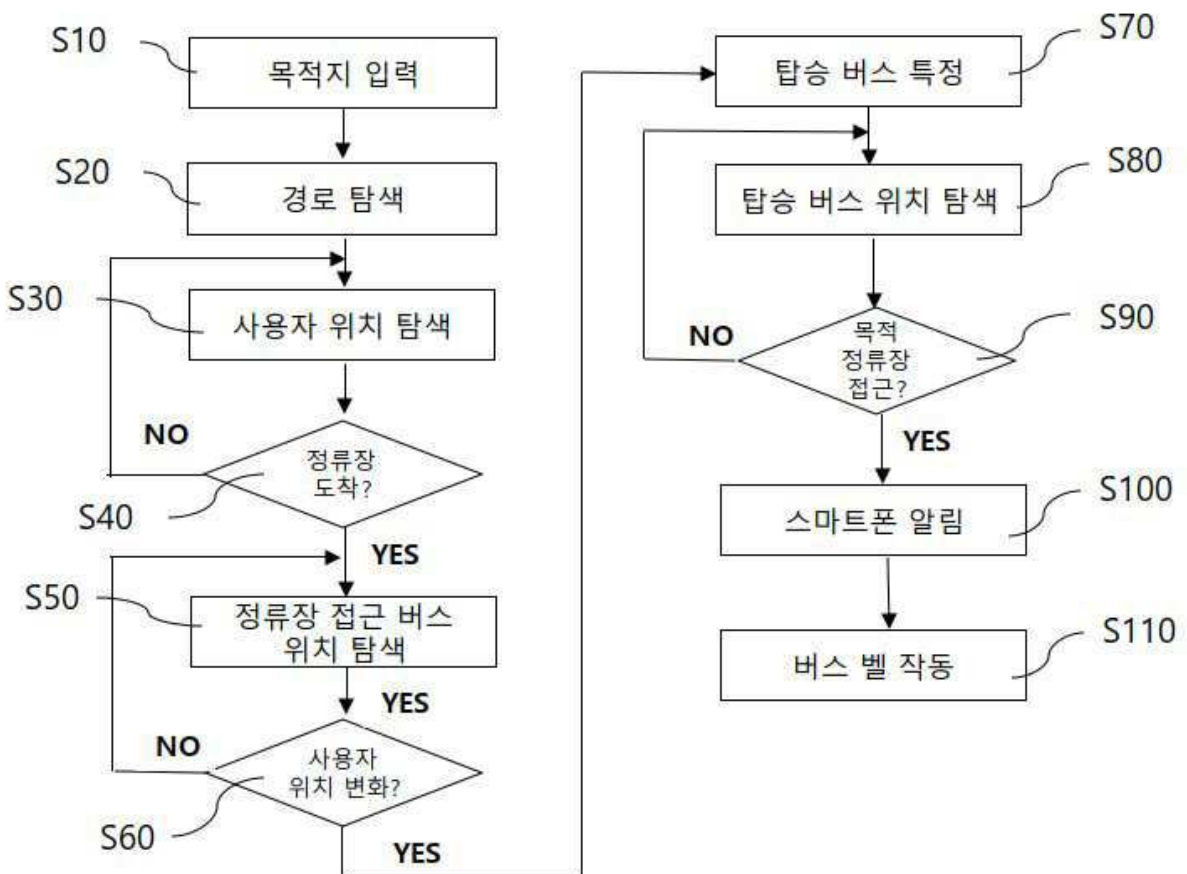 S10
목적지 입력
S20
경로 탐색
S30
사용자 위치 탐색
NO
정류장
도착?
S40
YES
S50
정류장 접근 버스
위치 탐색
YES
NO
사용자
위치 변화?
S60
YES
S70
탑승 버스 특정
S80
탑승 버스 위치 탐색
S90
NO
목적
정류장
접근?
YES
S100
스마트폰 알림
S110
버스 벨 작동